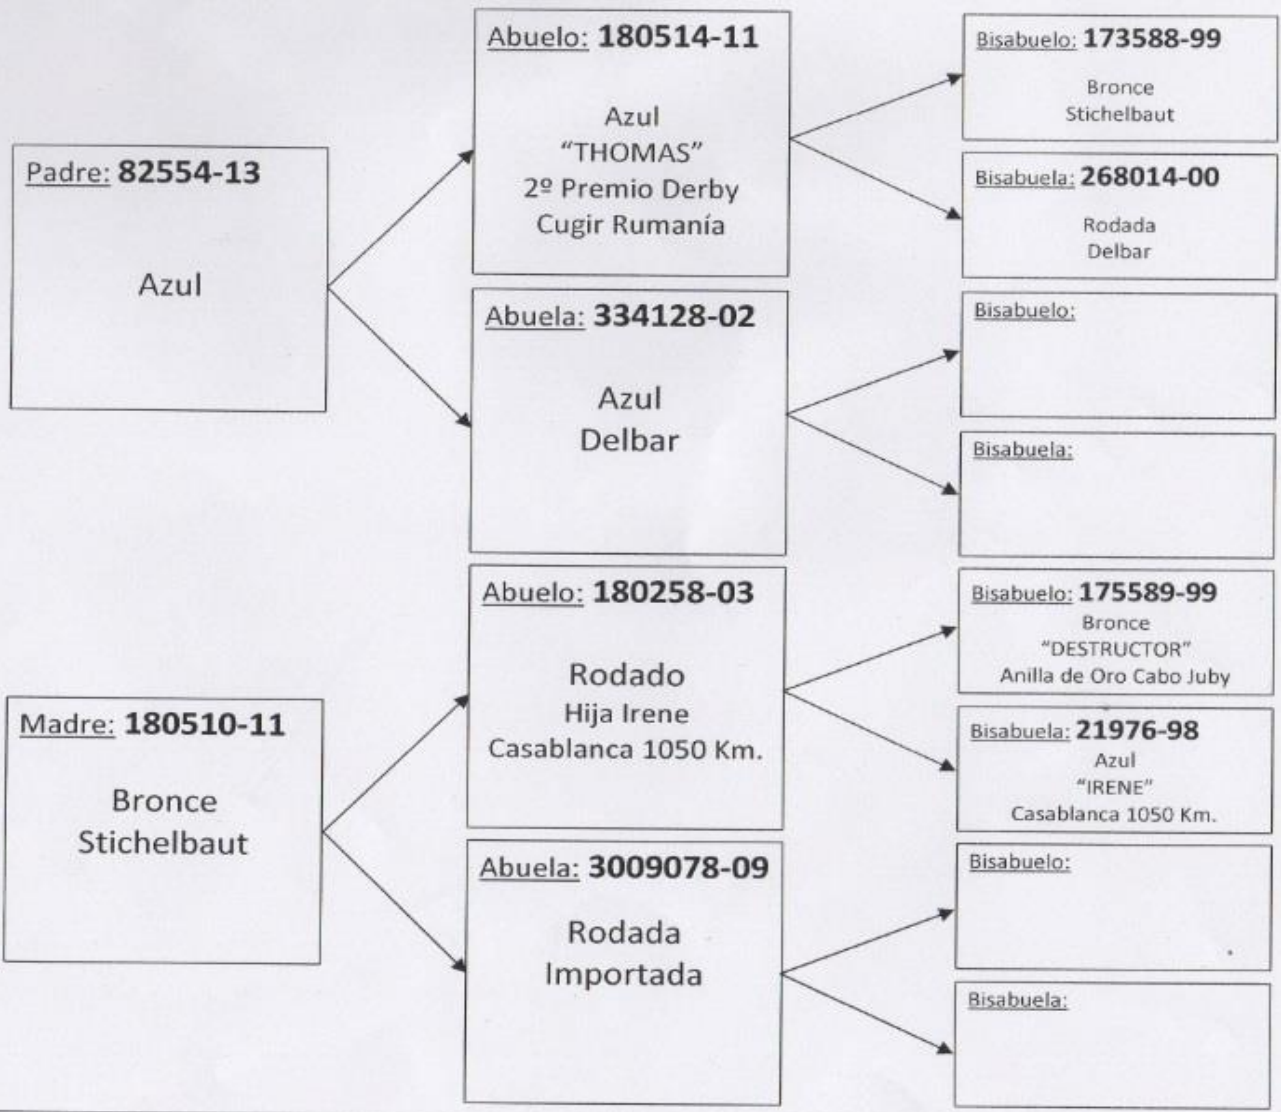 Padre: 82554-13
Azul
Abuelo: 180514-11
Azul
“THOMAS”
2º Premio Derby
Cugir Rumanía
Bisabuelo: 173588-99
Bronce
Stichelbaut
Bisabuela: 268014-00
Rodada
Delbar
Abuela: 334128-02
Azul
Delbar
Bisabuelo:
Bisabuela:
Madre: 180510-11
Bronce
Stichelbaut
Abuelo: 180258-03
Rodado
Hija Irene
Casablanca 1050 Km.
Bisabuelo: 175589-99
Bronce
“DESTRUCTOR”
Anilla de Oro Cabo Juby
Bisabuela: 21976-98
Azul
“IRENE”
Casablanca 1050 Km.
Abuela: 3009078-09
Rodada
Importada
Bisabuelo:
Bisabuela: